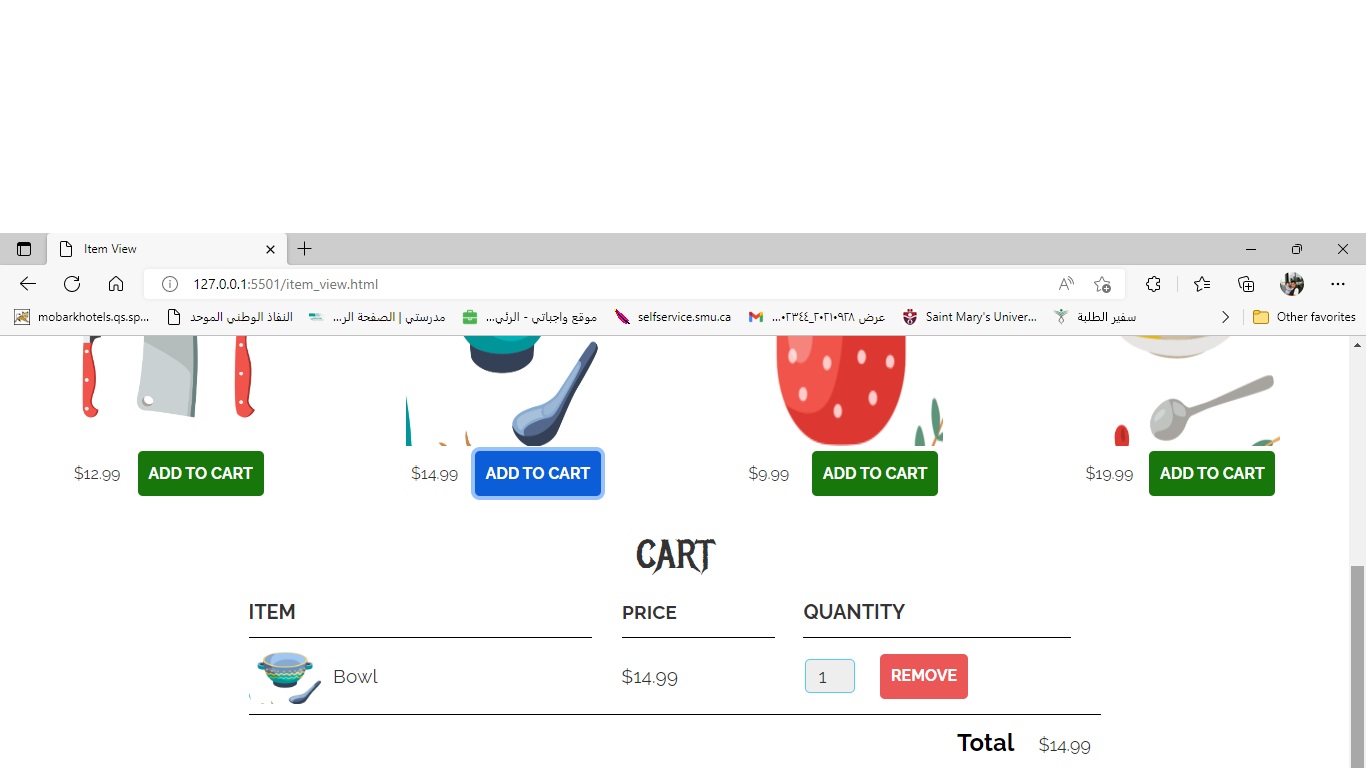 Item View
127.0.0.1:5501/item_view.html
mobarkhotels.qs.sp...
النفاذ الوطني الموحد
مدرستي | الصفحة الر...
موقع واجباتي - الرئي...
selfservice.smu.ca
عرض ٢٠٢١٠٩٢٨_٢٣٤٤٠...
Saint Mary's Univer...
سفير الطلبة
Other favorites
$12.99 ADD TO CART
$14.99 ADD TO CART
$9.99 ADD TO CART
$19.99 ADD TO CART
CART
ITEM PRICE QUANTITY
Bowl $14.99 1 REMOVE
Total $14.99